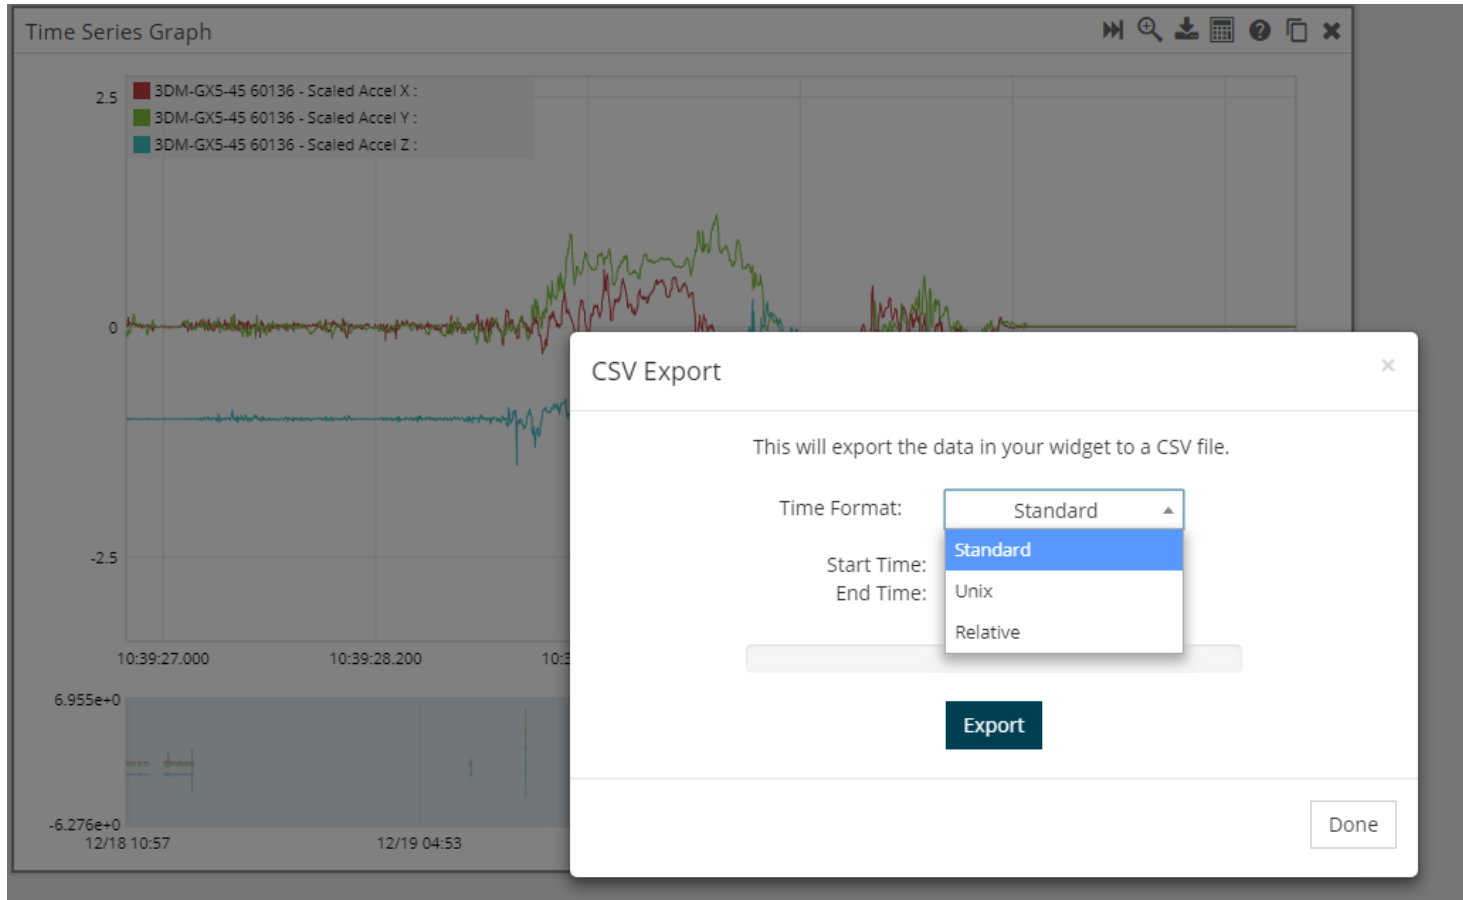 Time Series Graph
2.5
3DM-GX5-45 60136 - Scaled Accel X :
3DM-GX5-45 60136 - Scaled Accel Y :
3DM-GX5-45 60136 - Scaled Accel Z :
0
-2.5
10:39:27.000 10:39:28.200 10:3
6.955e+0
-6.276e+0
12/18 10:57 12/19 04:53
CSV Export
×
This will export the data in your widget to a CSV file.
Time Format: Standard
Standard
Start Time:
End Time:
Unix
Relative
Export
Done